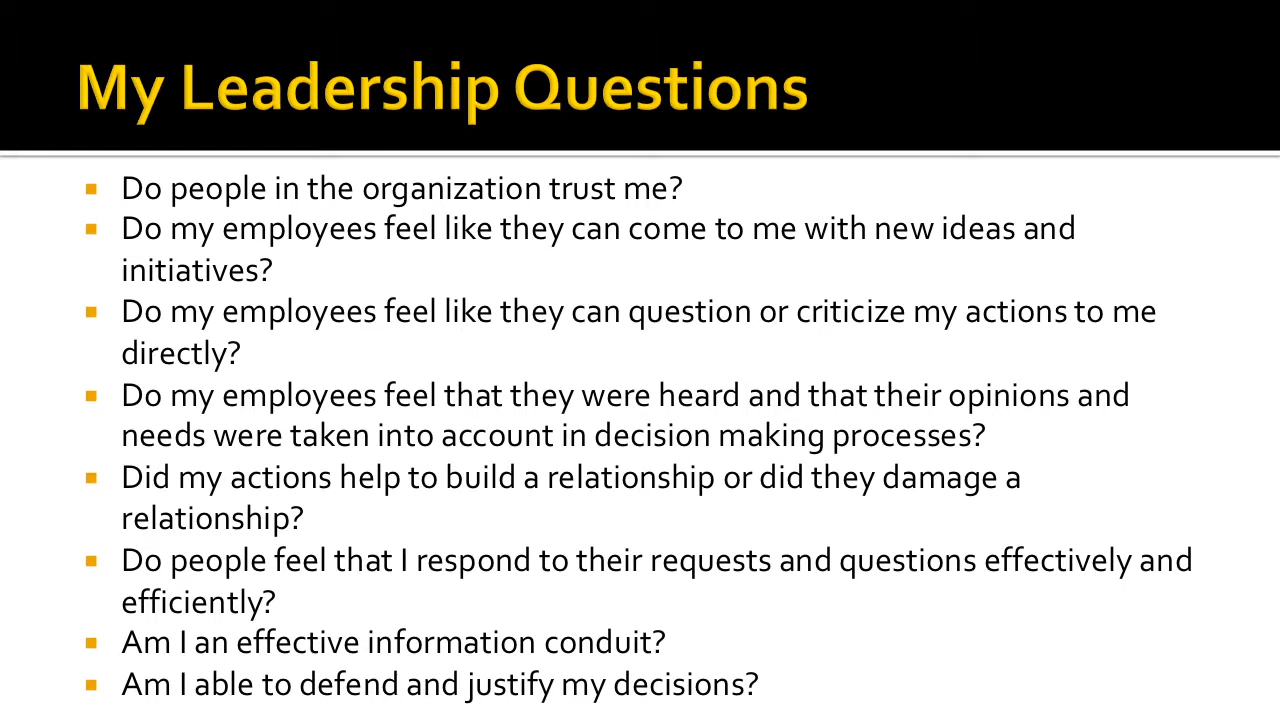 My Leadership Questions
Do people in the organization trust me?
Do my employees feel like they can come to me with new ideas and
initiatives?
Do my employees feel like they can question or criticize my actions to me
directly?
Do my employees feel that they were heard and that their opinions and
needs were taken into account in decision making processes?
Did my actions help to build a relationship or did they damage a
relationship?
Do people feel that I respond to their requests and questions effectively and
efficiently?
Am I an effective information conduit?
Am I able to defend and justify my decisions?